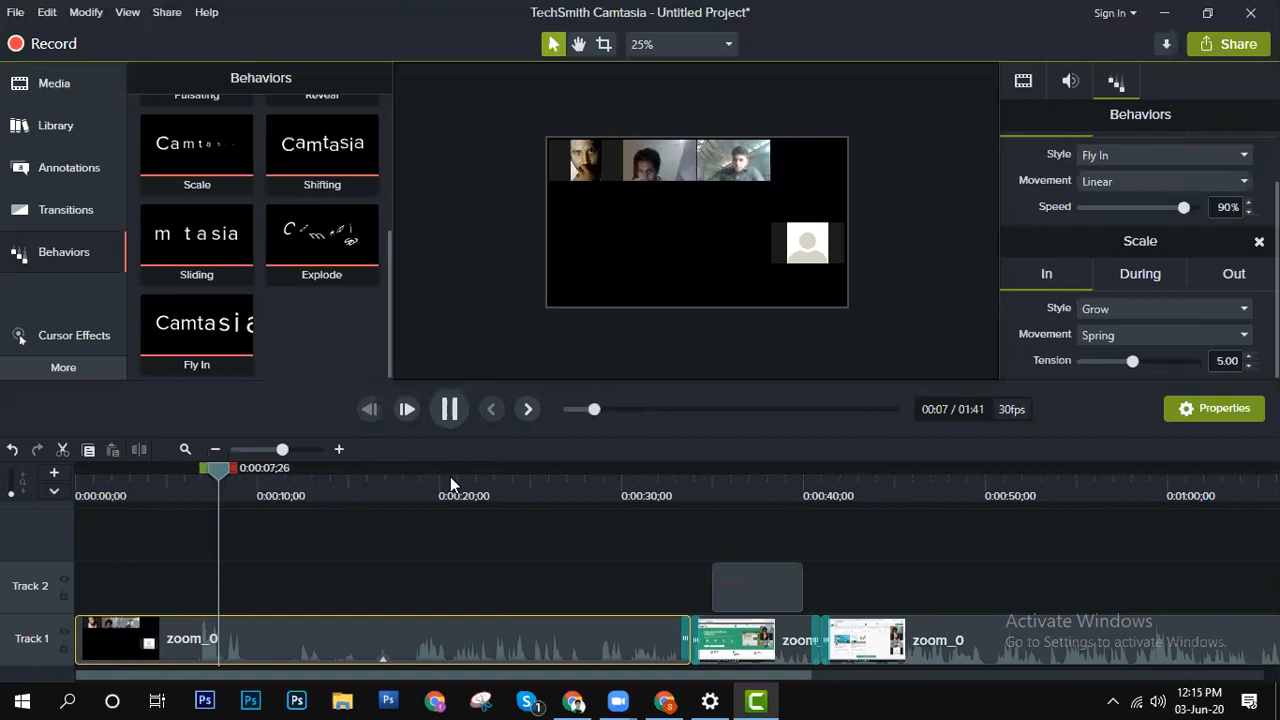 File Edit Modify View Share Help
TechSmith Camtasia - Untitled Project*
Sign In
Record
25%
Share
Media
Library
Annotations
Transitions
Behaviors
Cursor Effects
More
Behaviors
Pulsating Reveal
Camtas
Camtasia
Scale Shifting
m t a s i a
Sliding Explode
Camtasia
Fly In
Behaviors
Style Fly In
Movement Linear
Speed 90%
Scale
In During Out
Style Grow
Movement Spring
Tension 5.00
00:07 / 01:41 30fps
Properties
0:00:07;26
0:00:00;00 0:00:10;00 0:00:20;00 0:00:30;00 0:00:40;00 0:00:50;00 0:01:00;00
Track 2
Track 1
zoom_0
zoom
zoom_0
Activate Windows
Go to Settings to activate Windows.
12:15 PM
03-Jun-20